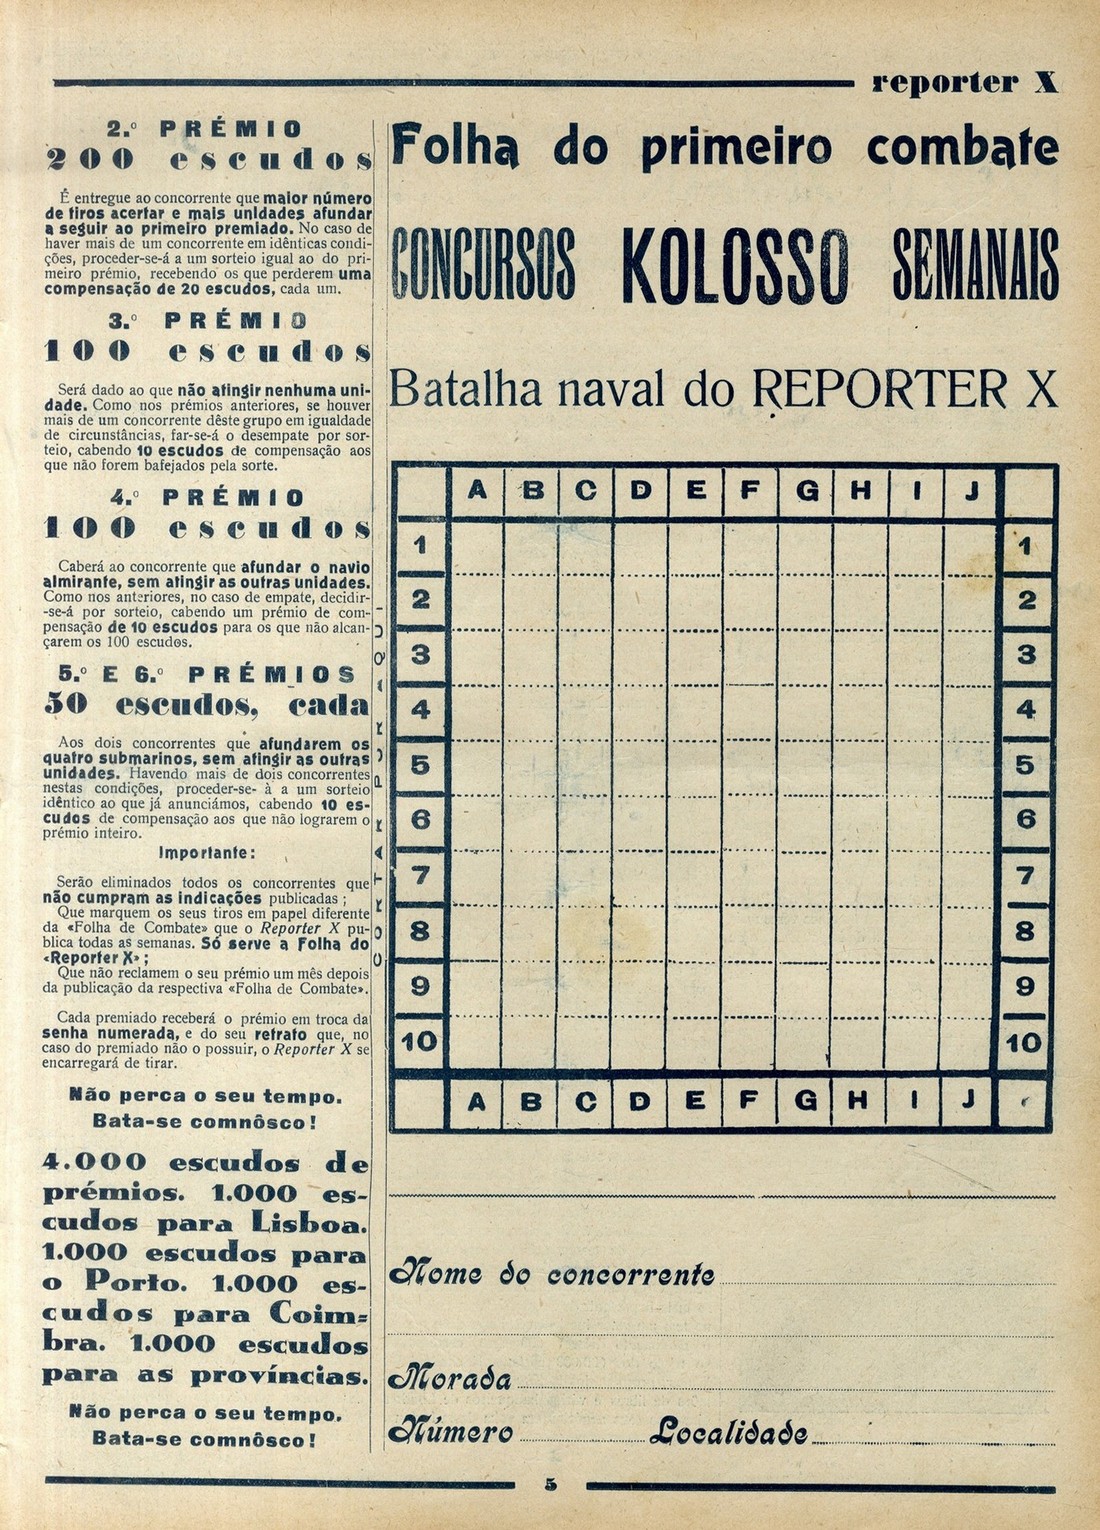 reporter X
2.º PRÉMIO
200 escudos
É entregue ao concorrente que maior número
de tiros acertar e mais unidades afundar
a seguir ao primeiro premiado. No caso de
haver mais de um concorrente em idênticas condi-
ções, proceder-se-á a um sorteio igual ao do pri-
meiro prémio, recebendo os que perderem uma
compensação de 20 escudos, cada um.
3.º PRÉMIO
100 escudos
Será dado ao que não atingir nenhuma uni-
dade. Como nos prémios anteriores, se houver
mais de um concorrente dêste grupo em igualdade
de circunstâncias, far-se-á o desempate por sor-
teio, cabendo 10 escudos de compensação aos
que não forem bafejados pela sorte.
4.º PRÉMIO
100 escudos
Caberá ao concorrente que afundar o navio
almirante, sem atingir as outras unidades.
Como nos anteriores, no caso de empate, decidir-
-se-á por sorteio, cabendo um prémio de com-
pensação de 10 escudos para os que não alcan-
çarem os 100 escudos.
5.º E 6.º PRÉMIOS
50 escudos, cada
Aos dois concorrentes que afundarem os
quatro submarinos, sem atingir as outras
unidades. Havendo mais de dois concorrentes
nestas condições, proceder-se- à a um sorteio
idêntico ao que já anunciámos, cabendo 10 es-
cudos de compensação aos que não lograrem o
prémio inteiro.
Importante:
Serão eliminados todos os concorrentes que
não cumpram as indicações publicadas ;
Que marquem os seus tiros em papel diferente
da «Folha de Combate» que o Reporter X pu-
blica todas as semanas. Só serve a Folha do
«Reporter X» ;
Que não reclamem o seu prémio um mês depois
da publicação da respectiva «Folha de Combate».
Cada premiado receberá o prémio em troca da
senha numerada, e do seu retrato que, no
caso do premiado não o possuir, o Reporter X se
encarregará de tirar.
Não perca o seu tempo.
Bata-se comnôsco!
4.000 escudos de
prémios. 1.000 es-
cudos para Lisboa.
1.000 escudos para
o Porto. 1.000 es-
cudos para Coim-
bra. 1.000 escudos
para as províncias.
Não perca o seu tempo.
Bata-se comnôsco!
CORTAR POR AQUI
Folha do primeiro combate
CONCURSOS KOLOSSO SEMANAIS
Batalha naval do REPORTER X
A B C D E F G H I J
1 1
2 2
3 3
4 4
5 5
6 6
7 7
8 8
9 9
10 10
A B C D E F G H I J
Nome do concorrente
Morada
Número Localidade
5